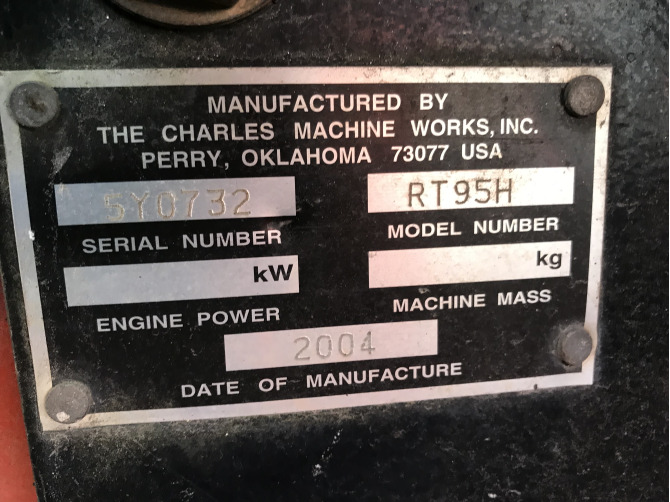 MANUFACTURED BY
THE CHARLES MACHINE WORKS, INC.
PERRY, OKLAHOMA 73077 USA
5Y0732 RT95H
SERIAL NUMBER MODEL NUMBER
kW kg
ENGINE POWER MACHINE MASS
2004
DATE OF MANUFACTURE